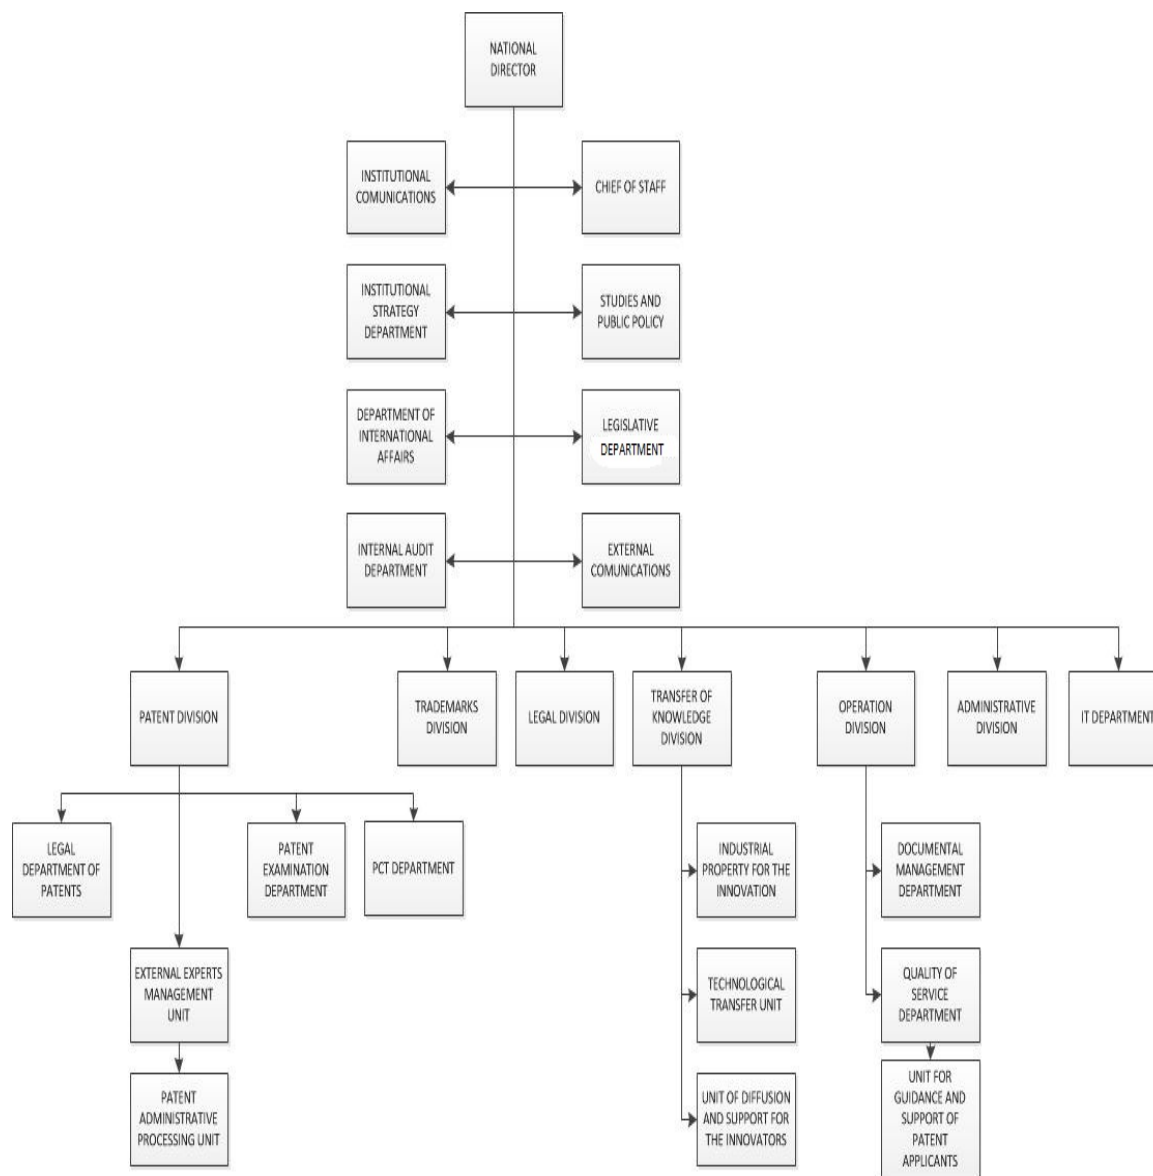 NATIONAL
DIRECTOR
INSTITUTIONAL
COMUNICATIONS
CHIEF OF STAFF
INSTITUTIONAL
STRATEGY
DEPARTMENT
STUDIES AND
PUBLIC POLICY
DEPARTMENT OF
INTERNATIONAL
AFFAIRS
LEGISLATIVE
DEPARTMENT
INTERNAL AUDIT
DEPARTMENT
EXTERNAL
COMUNICATIONS
PATENT DIVISION
TRADEMARKS
DIVISION
LEGAL DIVISION
TRANSFER OF
KNOWLEDGE
DIVISION
OPERATION
DIVISION
ADMINISTRATIVE
DIVISION
IT DEPARTMENT
LEGAL
DEPARTMENT OF
PATENTS
PATENT
EXAMINATION
DEPARTMENT
PCT DEPARTMENT
INDUSTRIAL
PROPERTY FOR THE
INNOVATION
DOCUMENTAL
MANAGEMENT
DEPARTMENT
EXTERNAL EXPERTS
MANAGEMENT
UNIT
TECHNOLOGICAL
TRANSFER UNIT
QUALITY OF
SERVICE
DEPARTMENT
PATENT
ADMINISTRATIVE
PROCESSING UNIT
UNIT OF DIFFUSION
AND SUPPORT FOR
THE INNOVATORS
UNIT FOR
GUIDANCE AND
SUPPORT OF
PATENT
APPLICANTS